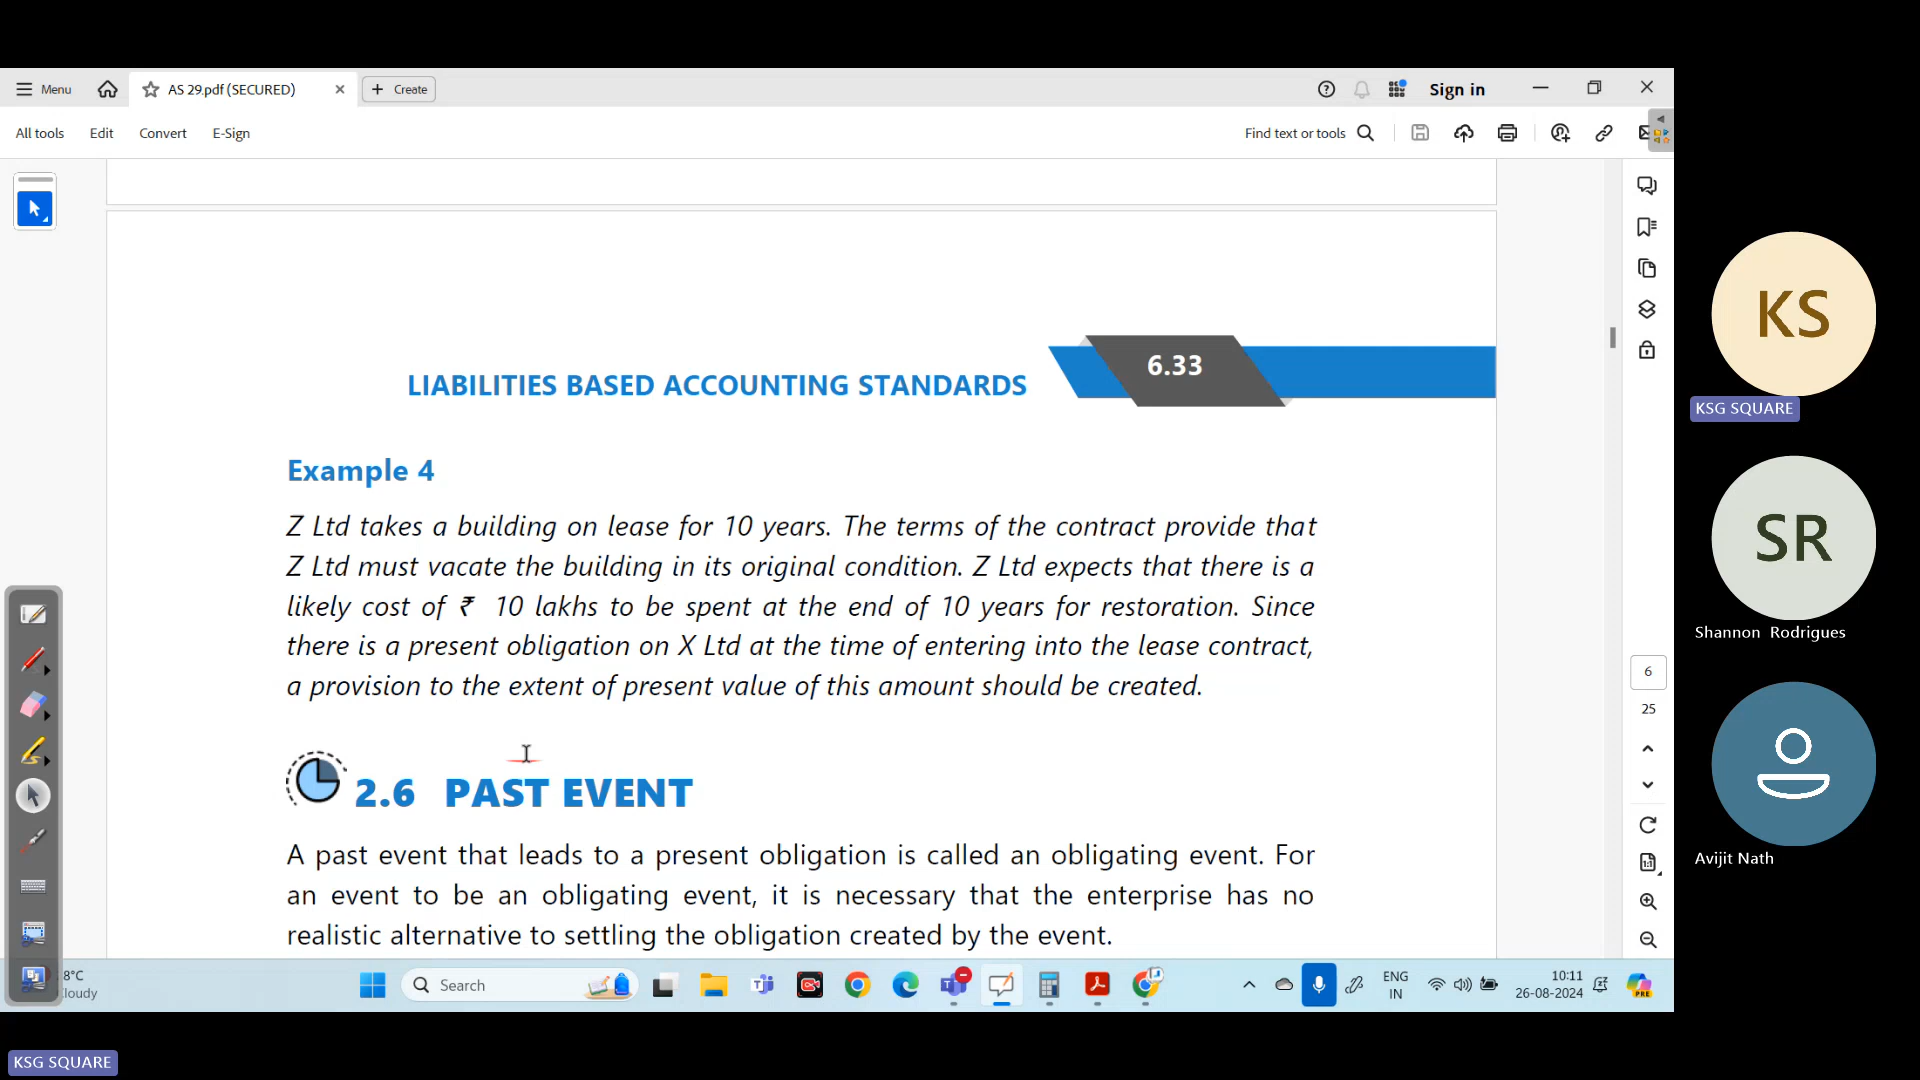 Menu
AS 29.pdf (SECURED)
Create
Sign in
All tools
Edit
Convert
E-Sign
Find text or tools
LIABILITIES BASED ACCOUNTING STANDARDS
6.33
Example 4
Z Ltd takes a building on lease for 10 years. The terms of the contract provide that
Z Ltd must vacate the building in its original condition. Z Ltd expects that there is a
likely cost of ₹ 10 lakhs to be spent at the end of 10 years for restoration. Since
there is a present obligation on X Ltd at the time of entering into the lease contract,
a provision to the extent of present value of this amount should be created.
2.6 PAST EVENT
A past event that leads to a present obligation is called an obligating event. For
an event to be an obligating event, it is necessary that the enterprise has no
realistic alternative to settling the obligation created by the event.
6
25
KS
KSG SQUARE
SR
Shannon Rodrigues
Avijit Nath
8°C
Cloudy
Search
PRE
ENG
IN
10:11
26-08-2024
KSG SQUARE